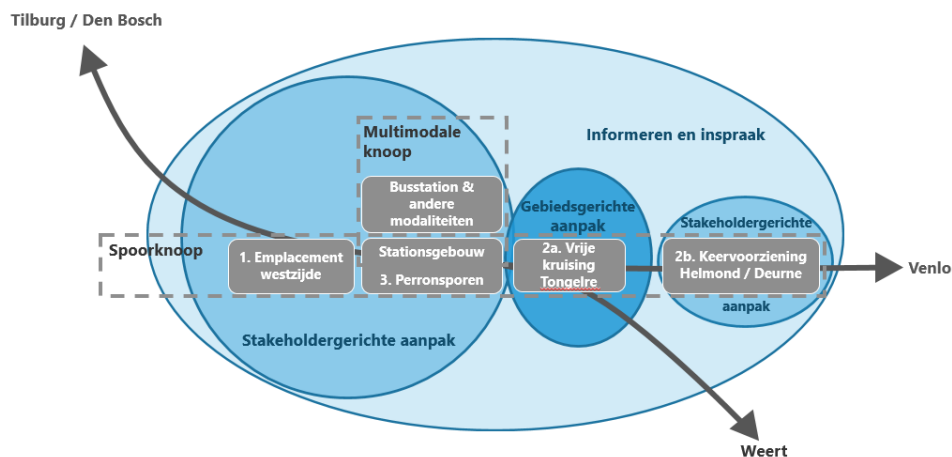 Tilburg / Den Bosch
Multimodale
knoop
Informeren en inspraak
Busstation &
andere
modaliteiten
Gebiedsgerichte
aanpak
Stakeholdergerichte
Spoorknoop
1. Emplacement
westzijde
Stationsgebouw
3. Perronsporen
2a. Vrije
kruising
Tongelre
2b. Keervoorziening
Helmond / Deurne
Venlo
aanpak
Stakeholdergerichte aanpak
Weert